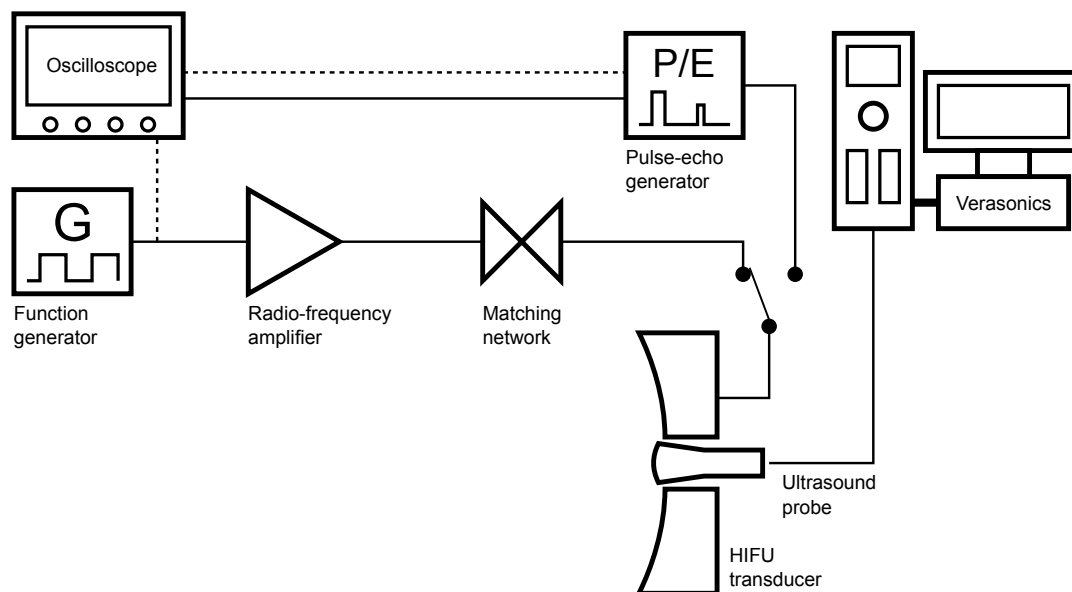 Oscilloscope
P/E
Pulse-echo
generator
Verasonics
G
Function
generator
Radio-frequency
amplifier
Matching
network
Ultrasound
probe
HIFU
transducer